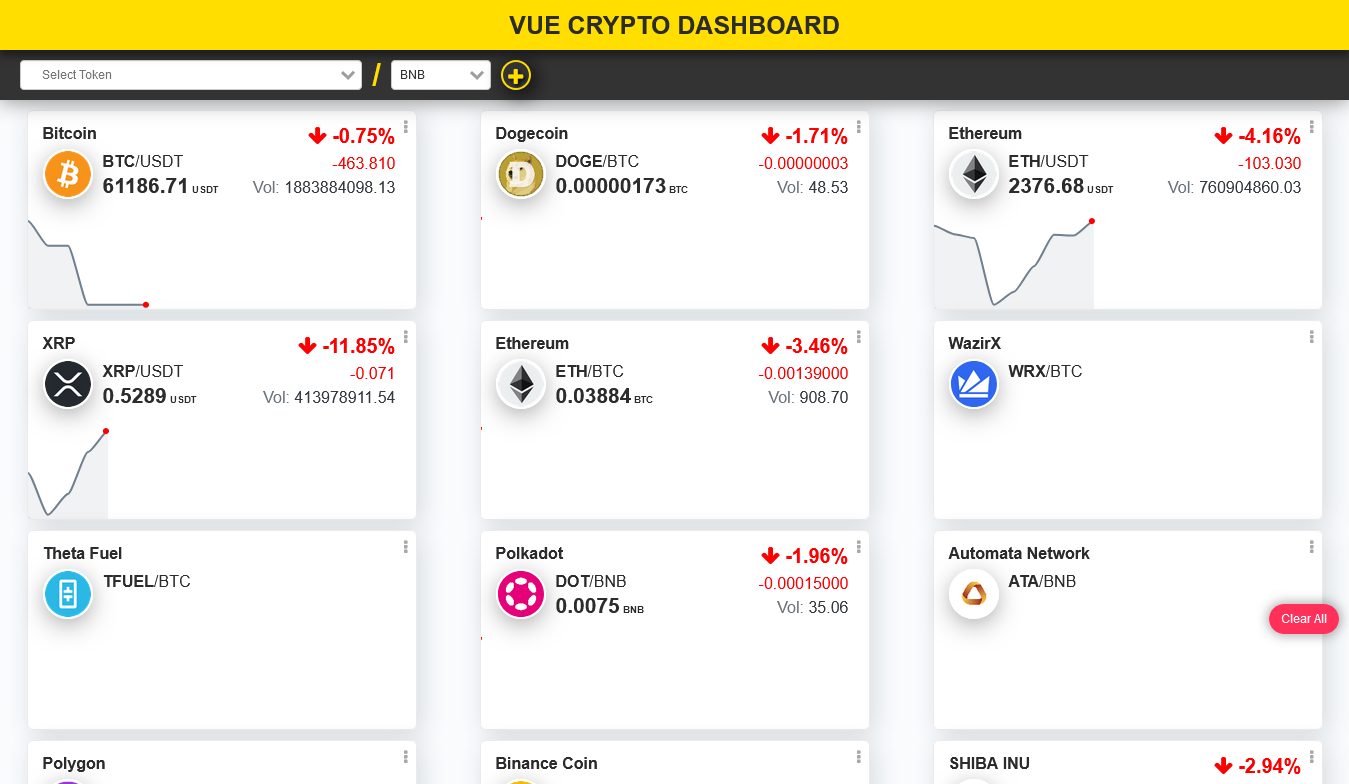 VUE CRYPTO DASHBOARD
Select Token
/
BNB
Bitcoin
-0.75%
BTC/USDT
-463.810
61186.71 USDT
Vol: 1883884098.13
Dogecoin
-1.71%
DOGE/BTC
-0.00000003
0.00000173 BTC
Vol: 48.53
Ethereum
-4.16%
ETH/USDT
-103.030
2376.68 USDT
Vol: 760904860.03
XRP
-11.85%
XRP/USDT
-0.071
0.5289 USDT
Vol: 413978911.54
Ethereum
-3.46%
ETH/BTC
-0.00139000
0.03884 BTC
Vol: 908.70
WazirX
WRX/BTC
Theta Fuel
TFUEL/BTC
Polkadot
-1.96%
DOT/BNB
-0.00015000
0.0075 BNB
Vol: 35.06
Automata Network
ATA/BNB
Clear All
Polygon
Binance Coin
SHIBA INU
-2.94%